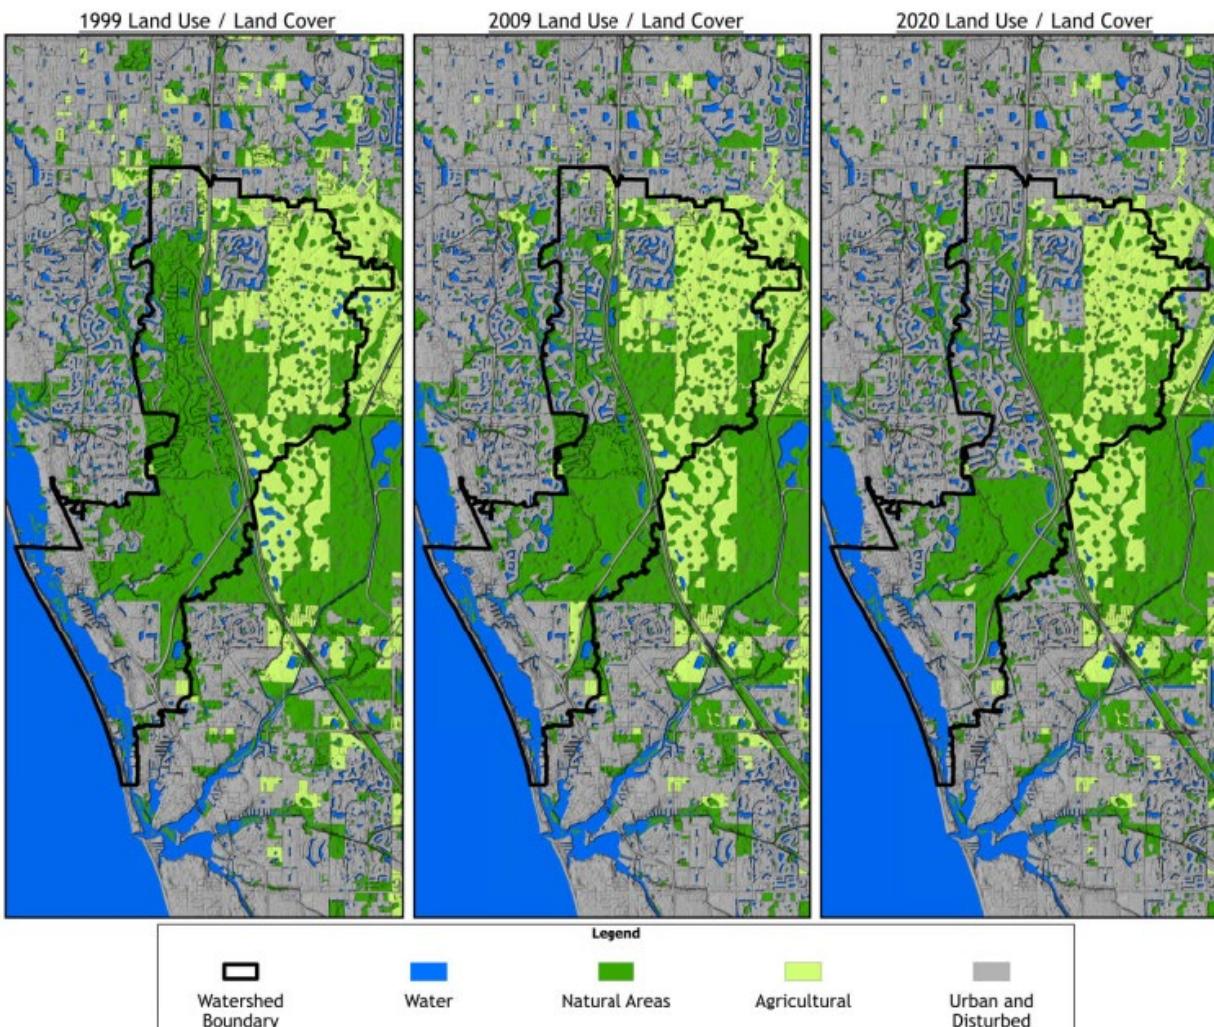 1999 Land Use / Land Cover
2009 Land Use / Land Cover
2020 Land Use / Land Cover
Legend
Watershed
Boundary
Water
Natural Areas
Agricultural
Urban and
Disturbed